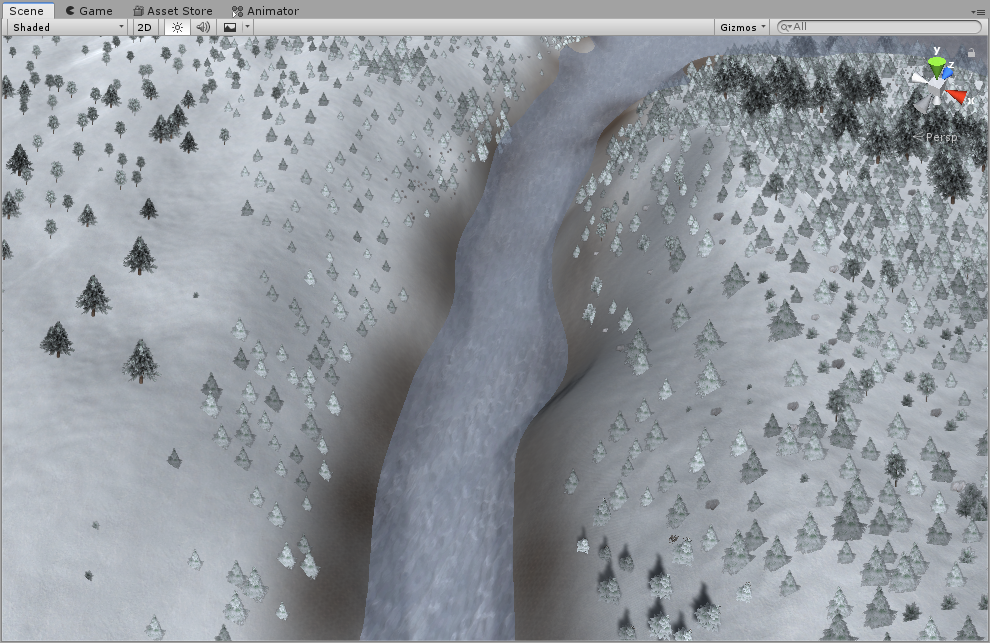 Scene Game Asset Store Animator
Shaded 2D Gizmos All
y
z
x
Persp